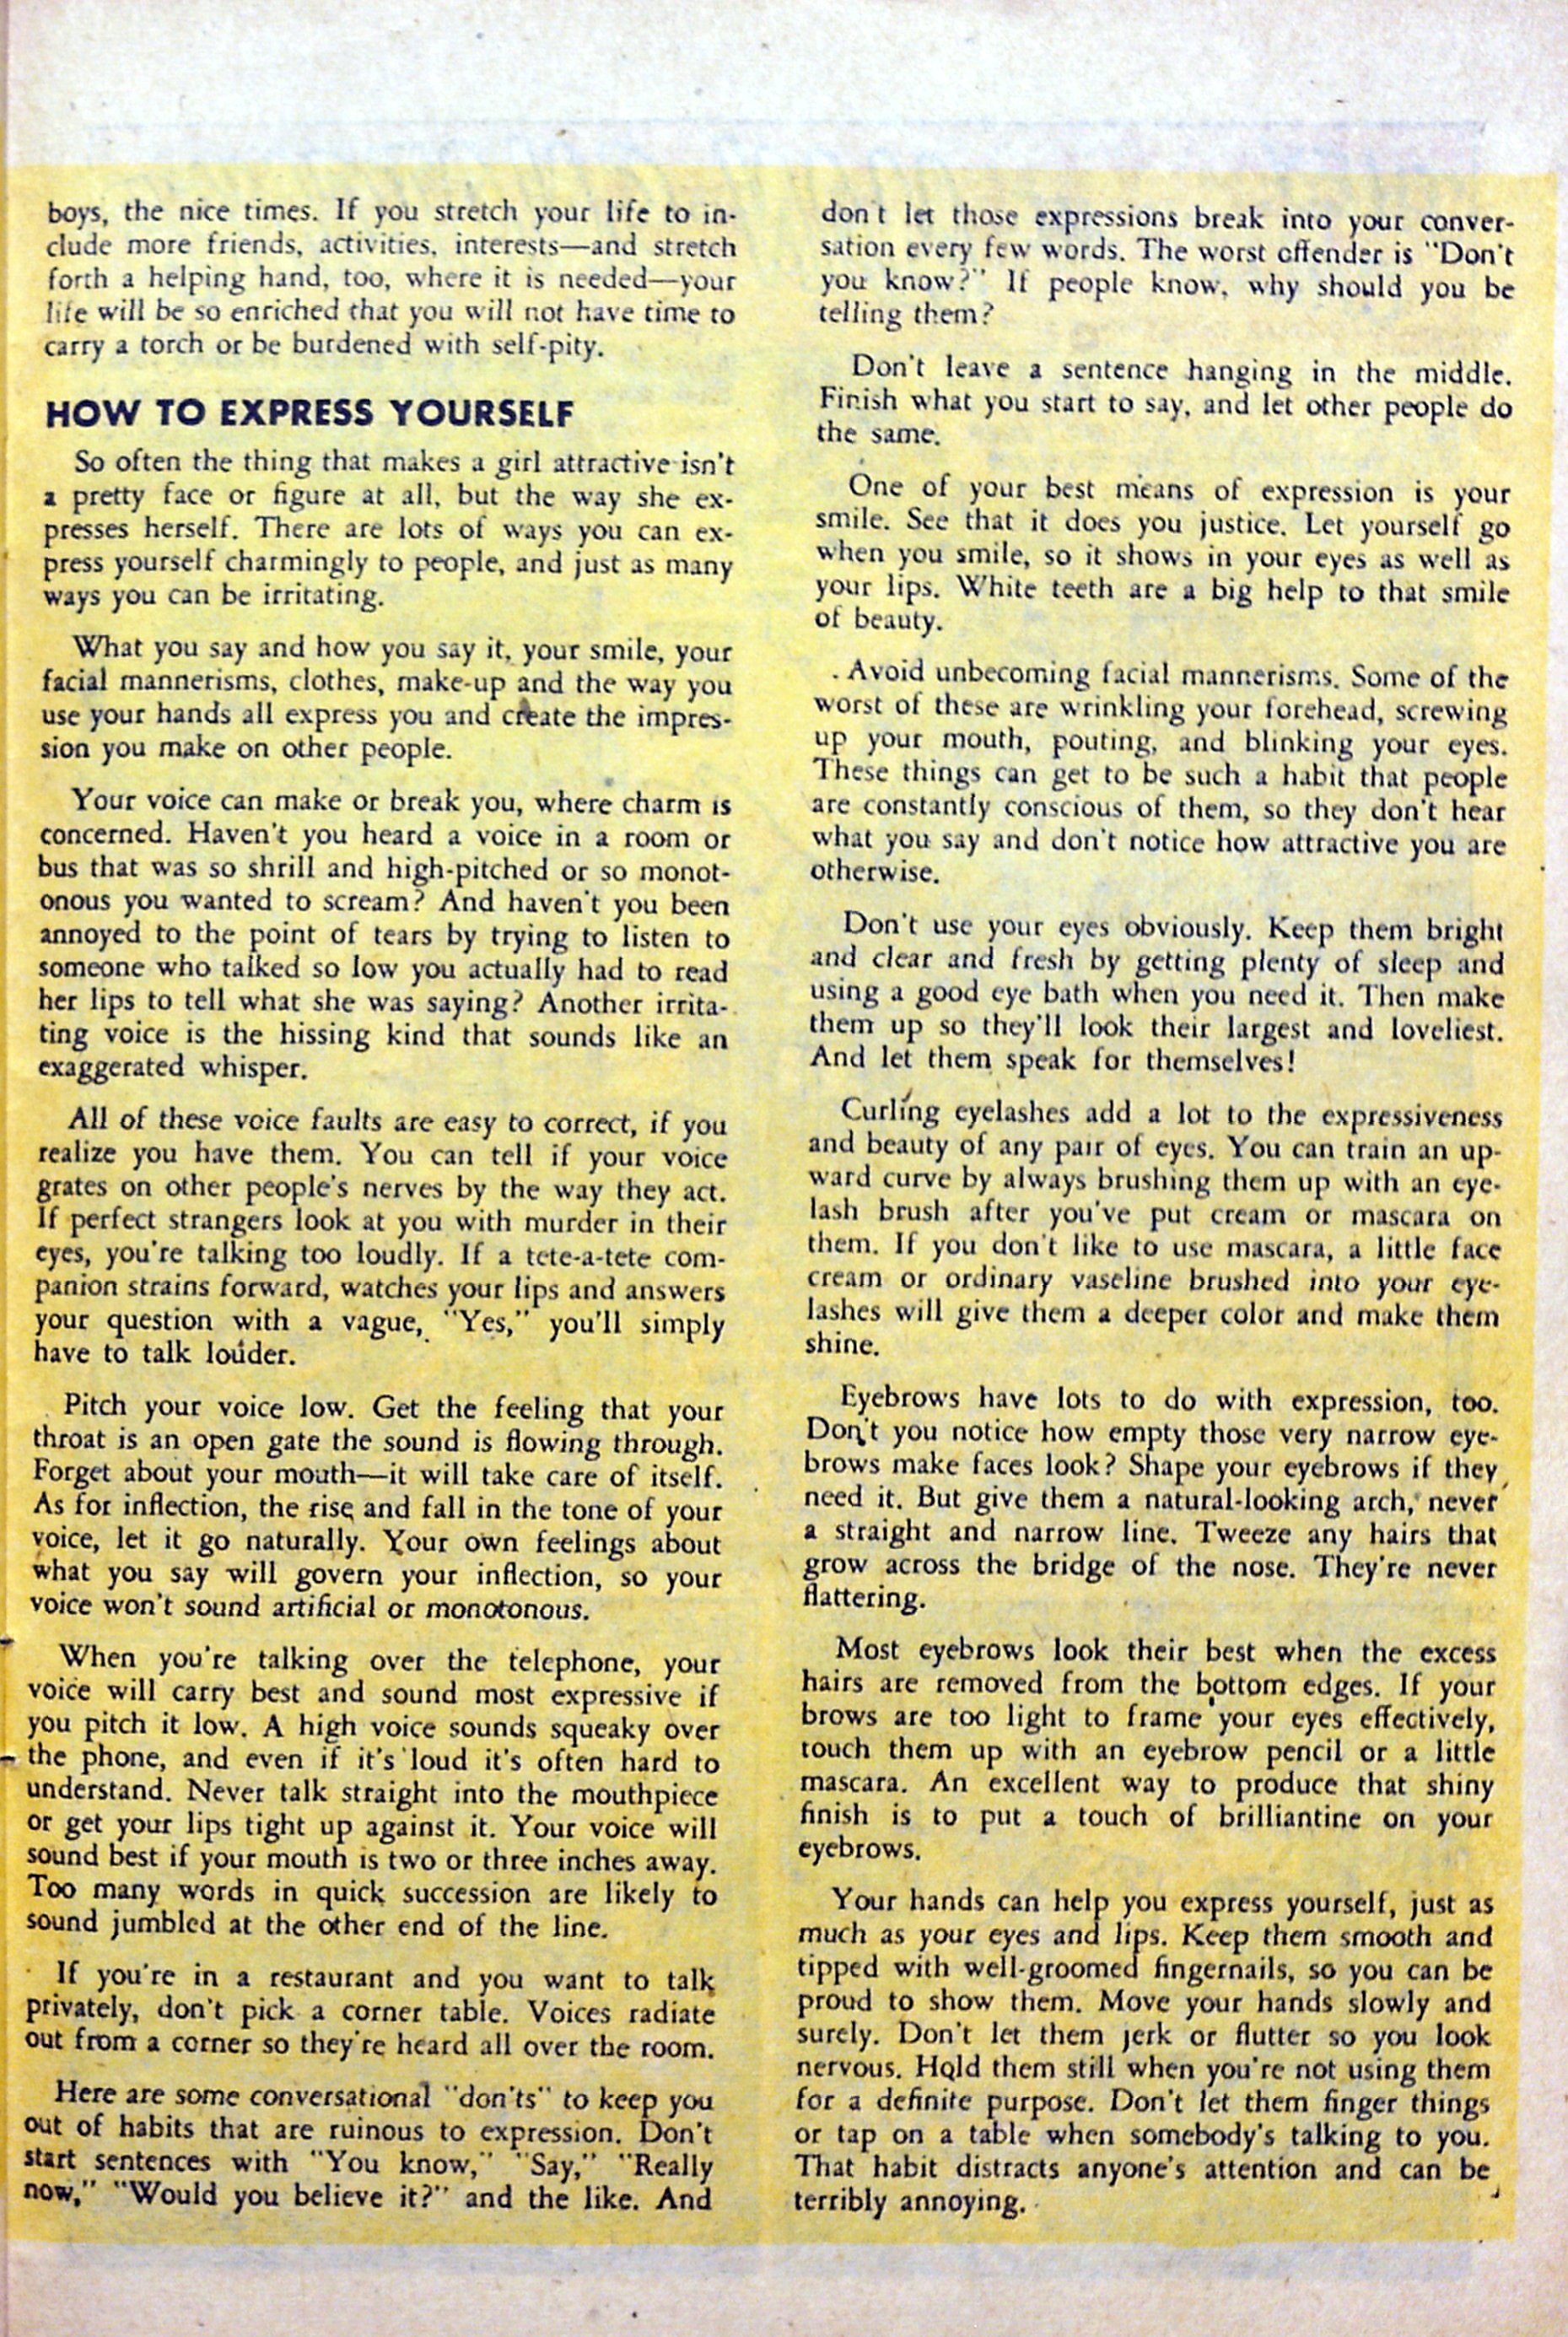 boys, the nice times. If you stretch your life to in-
clude more friends, activities, interests—and stretch
forth a helping hand, too, where it is needed—your
life will be so enriched that you will not have time to
carry a torch or be burdened with self-pity.
HOW TO EXPRESS YOURSELF
So often the thing that makes a girl attractive isn't
a pretty face or figure at all, but the way she ex-
presses herself. There are lots of ways you can ex-
press yourself charmingly to people, and just as many
ways you can be irritating.
What you say and how you say it, your smile, your
facial mannerisms, clothes, make-up and the way you
use your hands all express you and create the impres-
sion you make on other people.
Your voice can make or break you, where charm is
concerned. Haven't you heard a voice in a room or
bus that was so shrill and high-pitched or so monot-
onous you wanted to scream? And haven't you been
annoyed to the point of tears by trying to listen to
someone who talked so low you actually had to read
her lips to tell what she was saying? Another irrita-
ting voice is the hissing kind that sounds like an
exaggerated whisper.
All of these voice faults are easy to correct, if you
realize you have them. You can tell if your voice
grates on other people's nerves by the way they act.
If perfect strangers look at you with murder in their
eyes, you're talking too loudly. If a tete-a-tete com-
panion strains forward, watches your lips and answers
your question with a vague, "Yes," you'll simply
have to talk louder.
Pitch your voice low. Get the feeling that your
throat is an open gate the sound is flowing through.
Forget about your mouth—it will take care of itself.
As for inflection, the rise and fall in the tone of your
voice, let it go naturally. Your own feelings about
what you say will govern your inflection, so your
voice won't sound artificial or monotonous.
When you're talking over the telephone, your
voice will carry best and sound most expressive if
you pitch it low. A high voice sounds squeaky over
the phone, and even if it's loud it's often hard to
understand. Never talk straight into the mouthpiece
or get your lips tight up against it. Your voice will
sound best if your mouth is two or three inches away.
Too many words in quick succession are likely to
sound jumbled at the other end of the line.
If you're in a restaurant and you want to talk
privately, don't pick a corner table. Voices radiate
out from a corner so they're heard all over the room.
Here are some conversational "don'ts" to keep you
out of habits that are ruinous to expression. Don't
start sentences with "You know," "Say," "Really
now," "Would you believe it?" and the like. And
don't let those expressions break into your conver-
sation every few words. The worst offender is "Don't
you know?" If people know, why should you be
telling them?
Don't leave a sentence hanging in the middle.
Finish what you start to say, and let other people do
the same.
One of your best means of expression is your
smile. See that it does you justice. Let yourself go
when you smile, so it shows in your eyes as well as
your lips. White teeth are a big help to that smile
of beauty.
Avoid unbecoming facial mannerisms. Some of the
worst of these are wrinkling your forehead, screwing
up your mouth, pouting, and blinking your eyes.
These things can get to be such a habit that people
are constantly conscious of them, so they don't hear
what you say and don't notice how attractive you are
otherwise.
Don't use your eyes obviously. Keep them bright
and clear and fresh by getting plenty of sleep and
using a good eye bath when you need it. Then make
them up so they'll look their largest and loveliest.
And let them speak for themselves!
Curling eyelashes add a lot to the expressiveness
and beauty of any pair of eyes. You can train an up-
ward curve by always brushing them up with an eye-
lash brush after you've put cream or mascara on
them. If you don't like to use mascara, a little face
cream or ordinary vaseline brushed into your eye-
lashes will give them a deeper color and make them
shine.
Eyebrows have lots to do with expression, too.
Don't you notice how empty those very narrow eye-
brows make faces look? Shape your eyebrows if they
need it. But give them a natural-looking arch, never
a straight and narrow line. Tweeze any hairs that
grow across the bridge of the nose. They're never
flattering.
Most eyebrows look their best when the excess
hairs are removed from the bottom edges. If your
brows are too light to frame your eyes effectively,
touch them up with an eyebrow pencil or a little
mascara. An excellent way to produce that shiny
finish is to put a touch of brilliantine on your
eyebrows.
Your hands can help you express yourself, just as
much as your eyes and lips. Keep them smooth and
tipped with well-groomed fingernails, so you can be
proud to show them. Move your hands slowly and
surely. Don't let them jerk or flutter so you look
nervous. Hold them still when you're not using them
for a definite purpose. Don't let them finger things
or tap on a table when somebody's talking to you.
That habit distracts anyone's attention and can be
terribly annoying.